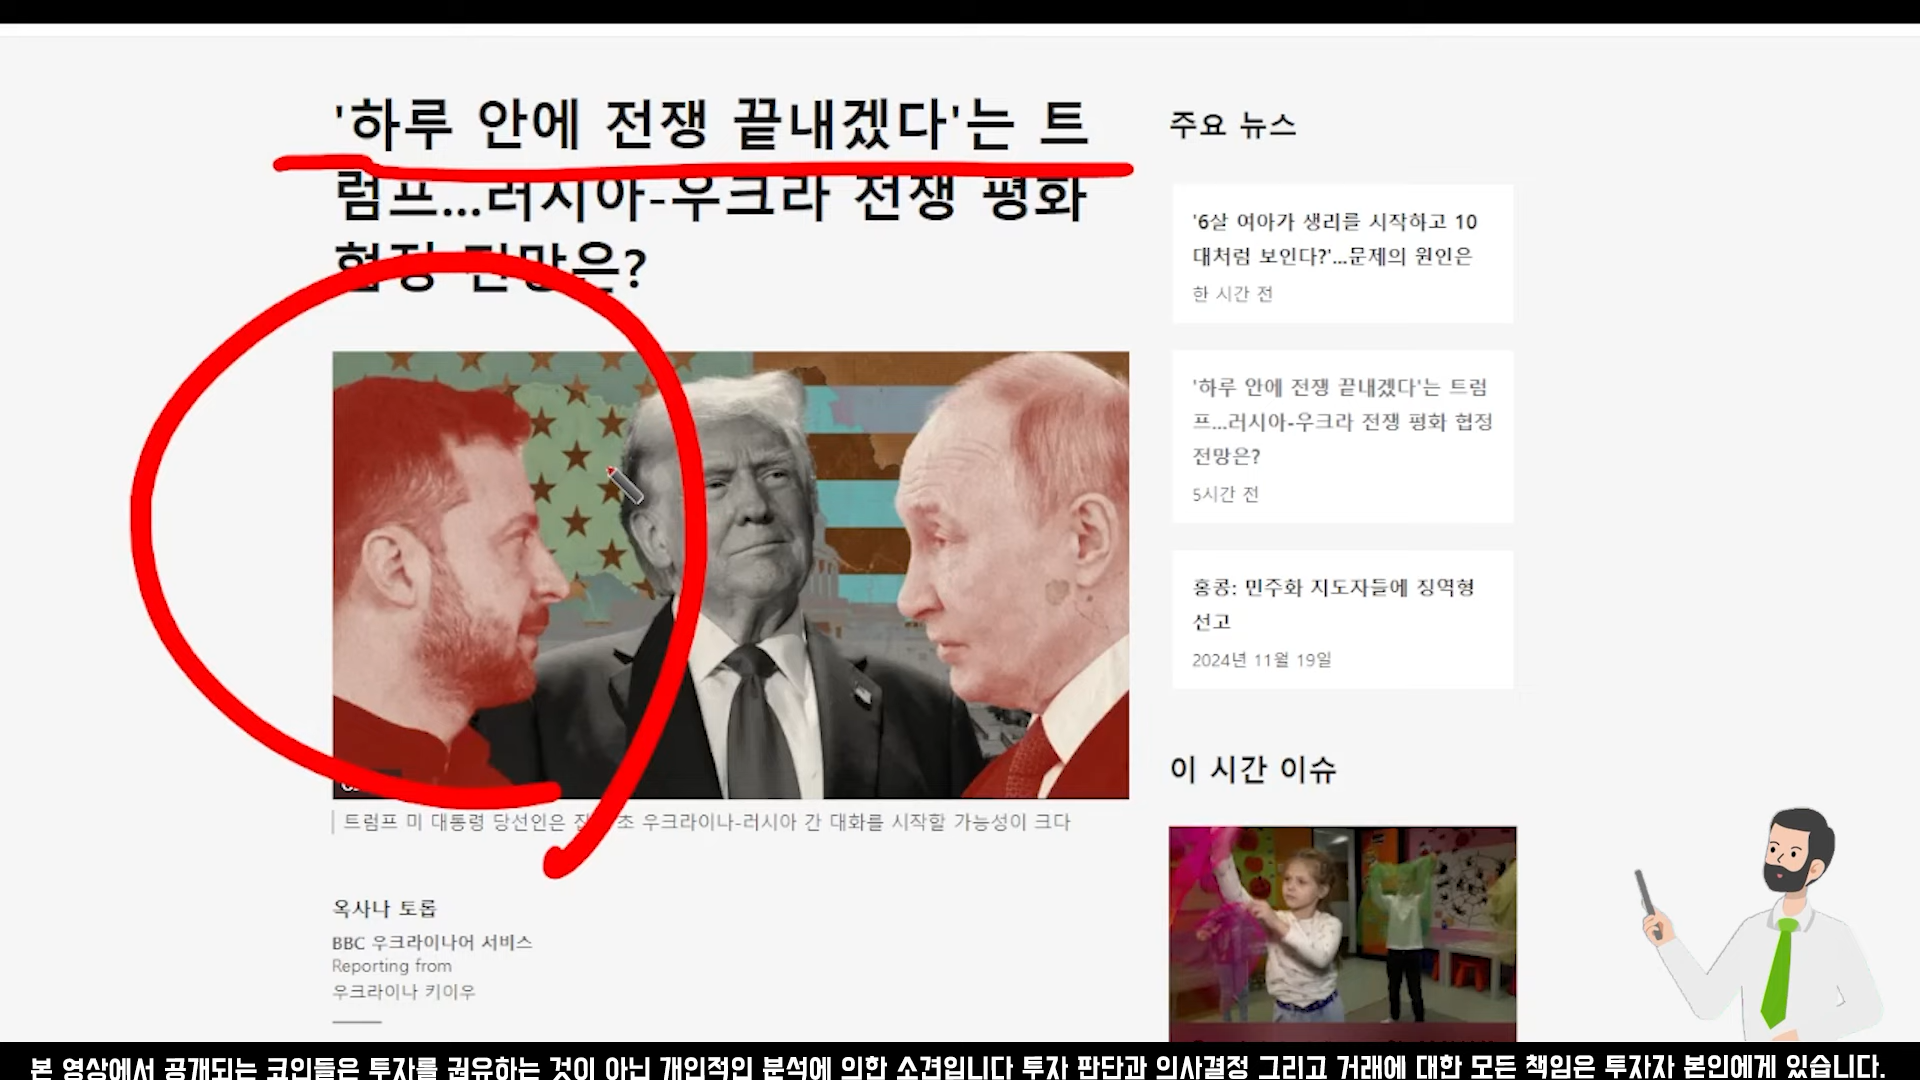 '하루 안에 전쟁 끝내겠다'는 트
럼프...러시아-우크라 전쟁 평화
협정 전망은?
트럼프 미 대통령 당선인은 초 우크라이나-러시아 간 대화를 시작할 가능성이 크다
옥사나 토롭
BBC 우크라이나어 서비스
Reporting from
우크라이나 키이우
주요 뉴스
'6살 여아가 생리를 시작하고 10
대처럼 보인다?'...문제의 원인은
한 시간 전
'하루 안에 전쟁 끝내겠다'는 트럼
프...러시아-우크라 전쟁 평화 협정
전망은?
5시간 전
홍콩: 민주화 지도자들에 징역형
선고
2024년 11월 19일
이 시간 이슈
본 영상에서 공개되는 코인들은 투자를 권유하는 것이 아닌 개인적인 분석에 의한 소견입니다 투자 판단과 의사결정 그리고 거래에 대한 모든 책임은 투자자 본인에게 있습니다.